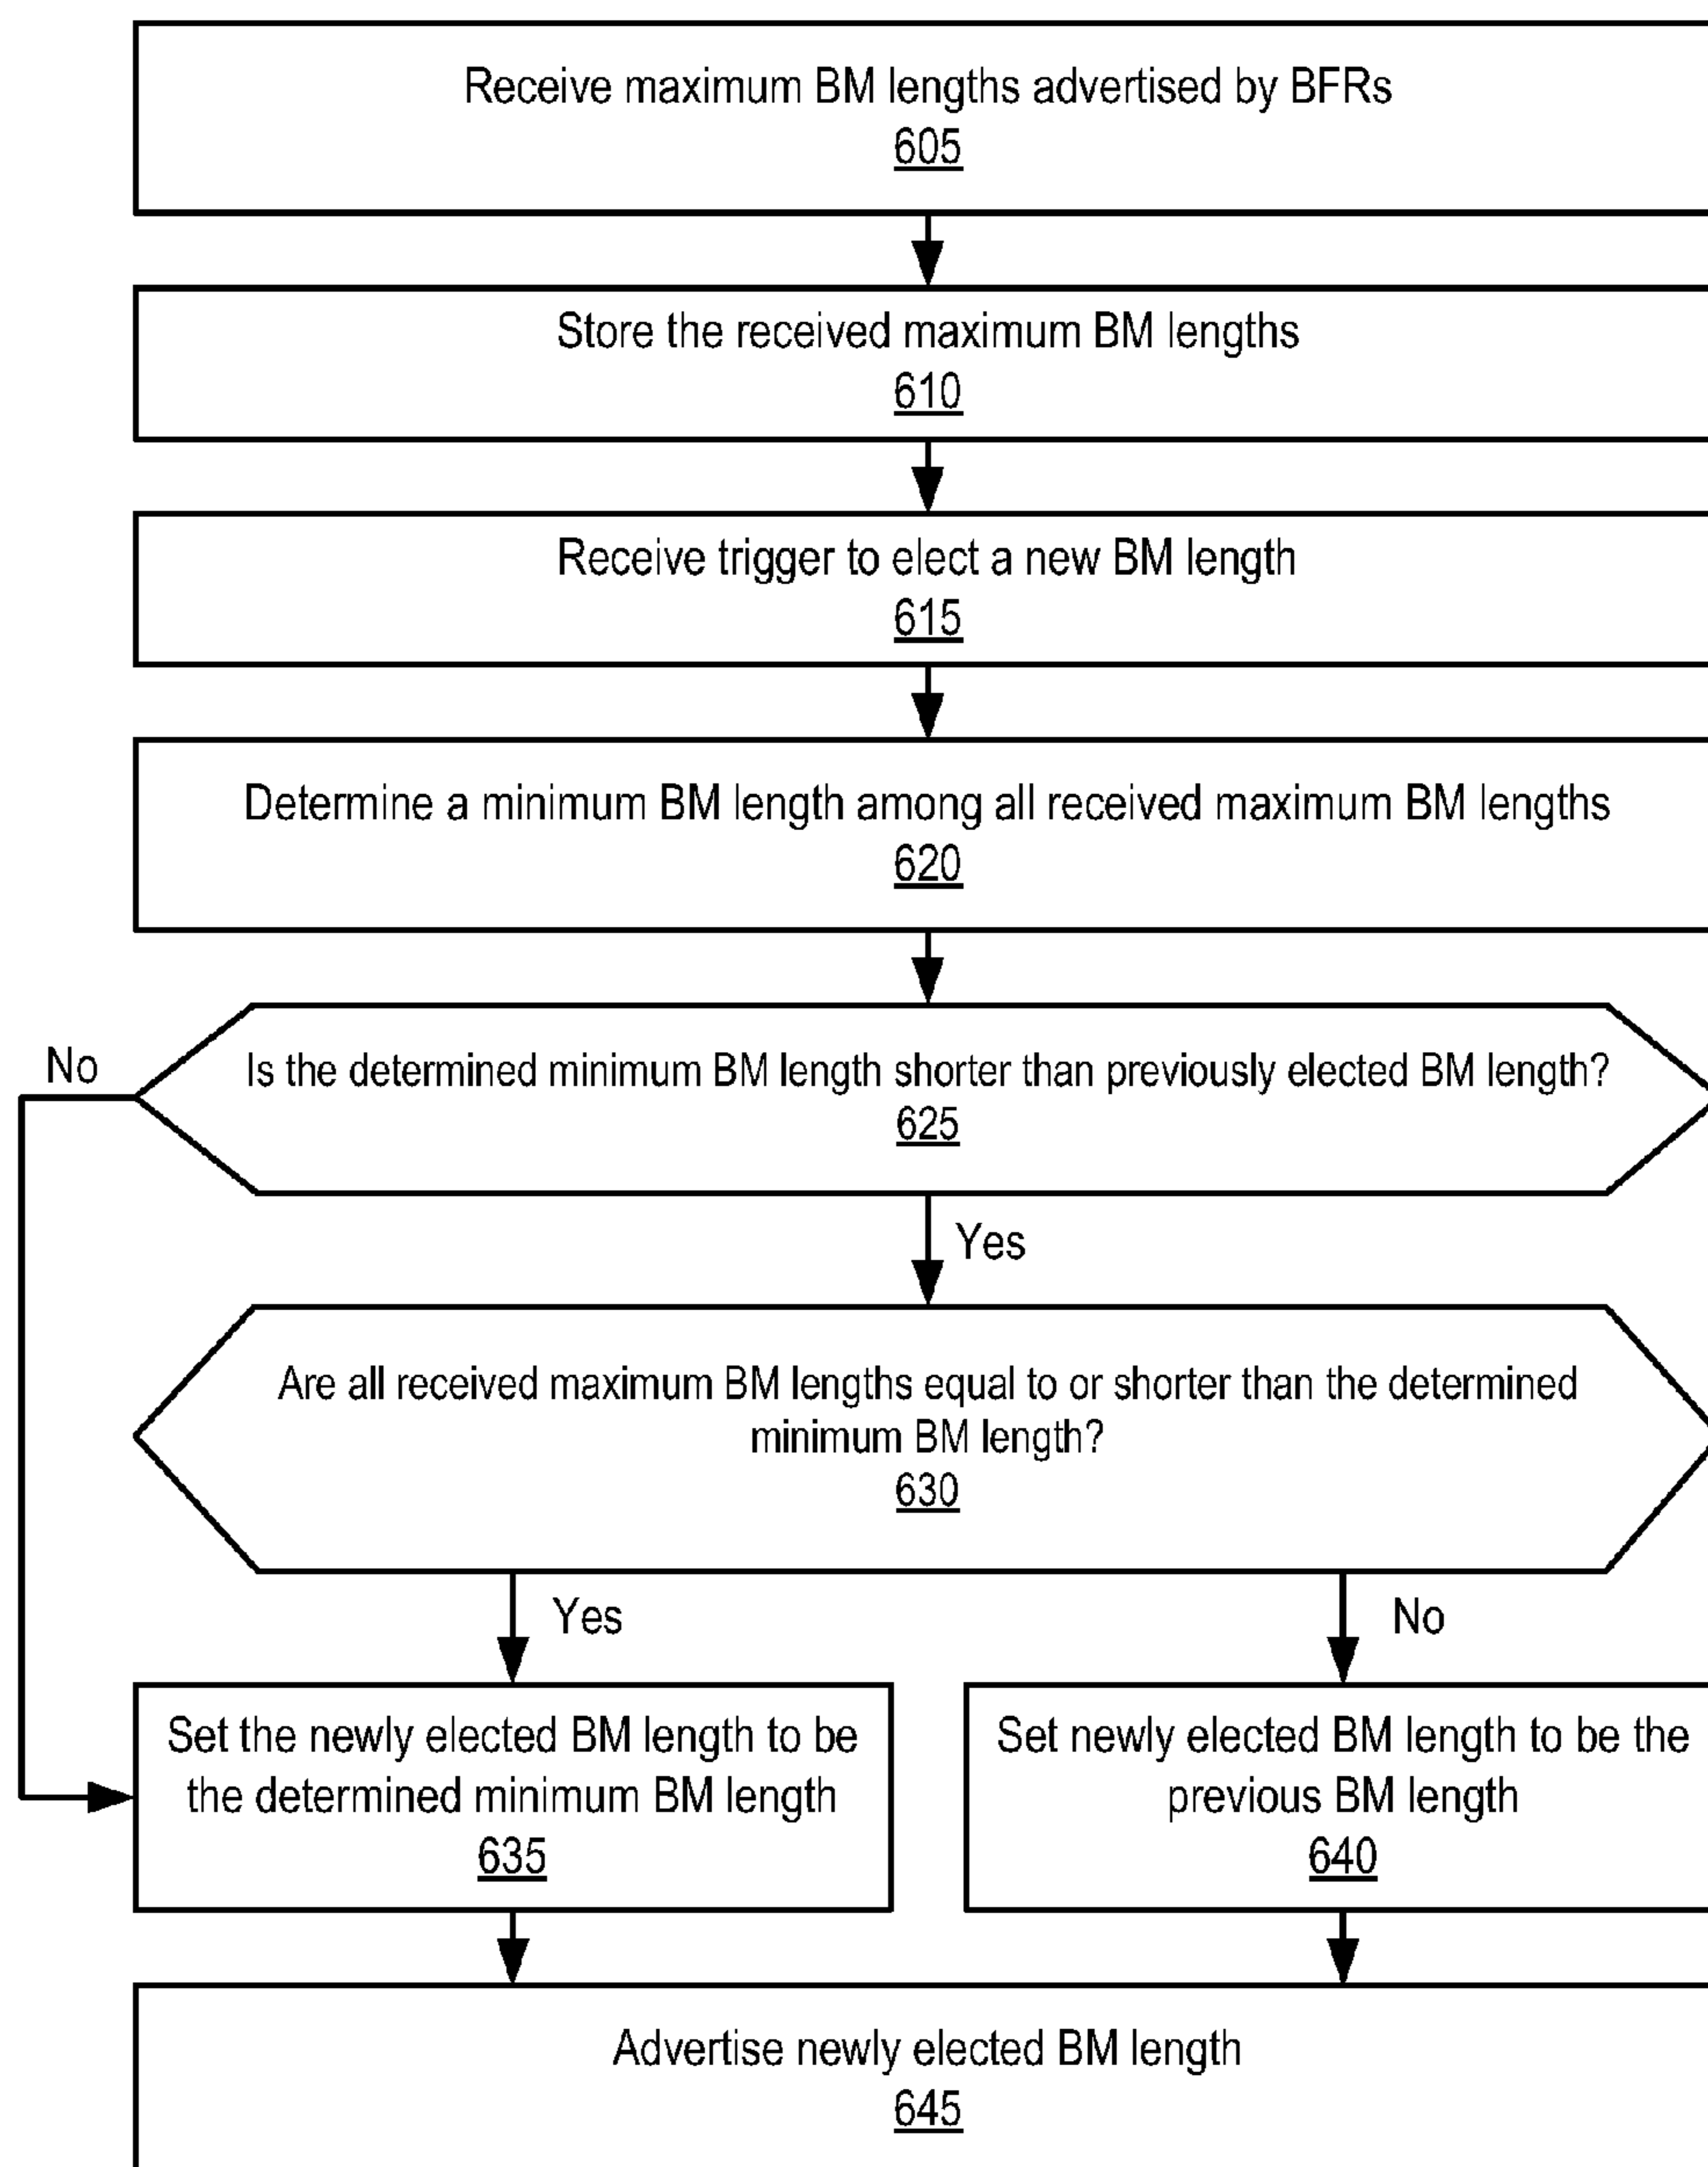 Receive maximum BM lengths advertised by BFRs
605
Store the received maximum BM lengths
610
Receive trigger to elect a new BM length
615
Determine a minimum BM length among all received maximum BM lengths
620
No
Is the determined minimum BM length shorter than previously elected BM length?
625
Yes
Are all received maximum BM lengths equal to or shorter than the determined
minimum BM length?
630
Yes
No
Set the newly elected BM length to be
the determined minimum BM length
635
Set newly elected BM length to be the
previous BM length
640
Advertise newly elected BM length
645